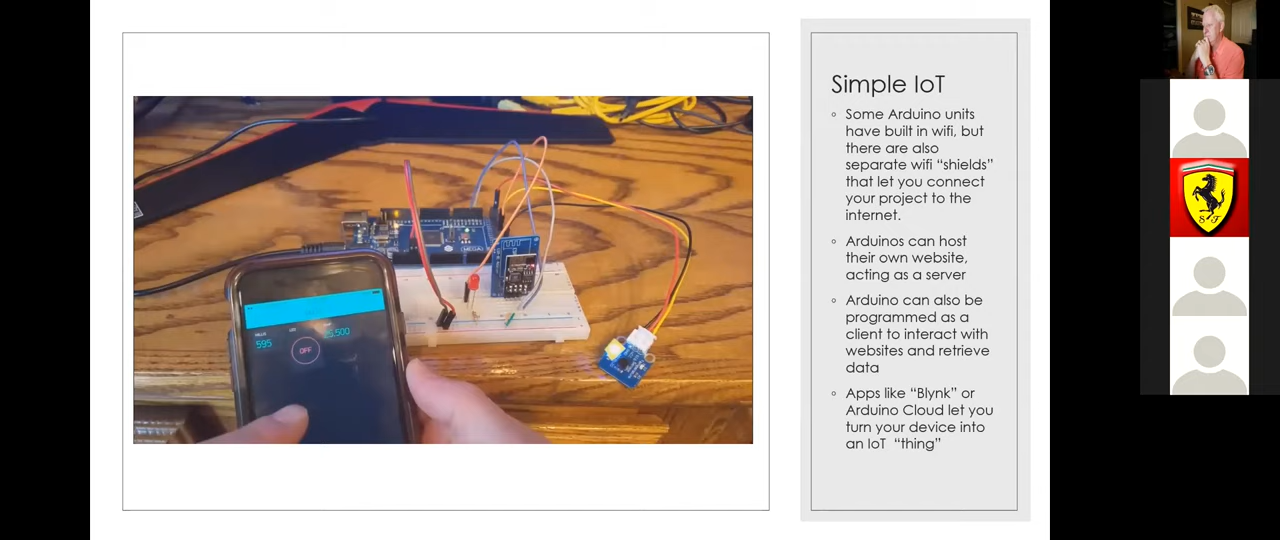 Simple IoT
Some Arduino units
have built in wifi, but
there are also
separate wifi “shields”
that let you connect
your project to the
internet.
Arduinos can host
their own website,
acting as a server
Arduino can also be
programmed as a
client to interact with
websites and retrieve
data
Apps like “Blynk” or
Arduino Cloud let you
turn your device into
an IoT “thing”
595
OFF
MEGA
S F